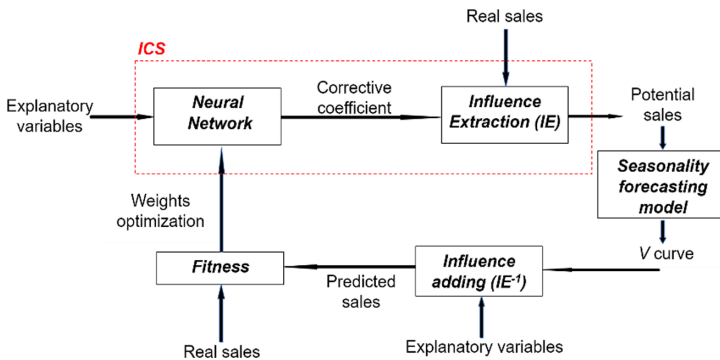 Real sales
ICS
Explanatory
variables
Neural
Network
Corrective
coefficient
Influence
Extraction (IE)
Potential
sales
Seasonality
forecasting
model
V curve
Weights
optimization
Fitness
Predicted
sales
Influence
adding (IE⁻¹)
Real sales
Explanatory variables